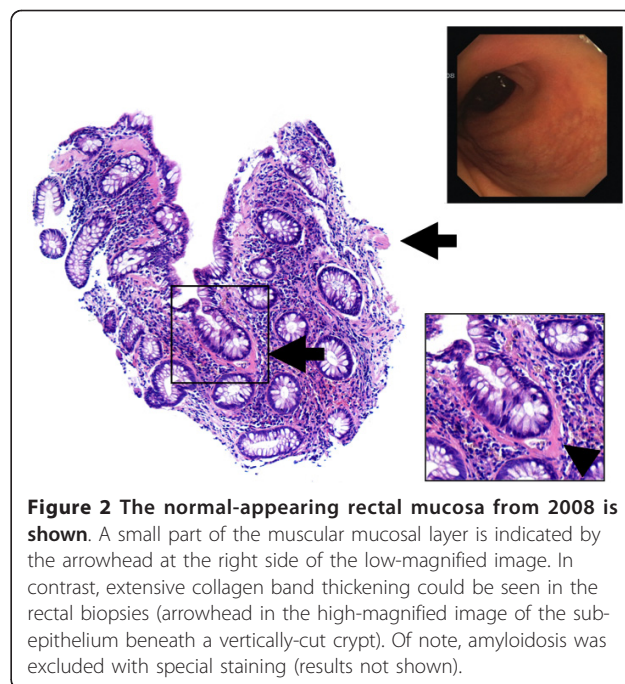 Figure 2 The normal-appearing rectal mucosa from 2008 is
shown. A small part of the muscular mucosal layer is indicated by
the arrowhead at the right side of the low-magnified image. In
contrast, extensive collagen band thickening could be seen in the
rectal biopsies (arrowhead in the high-magnified image of the sub-
epithelium beneath a vertically-cut crypt). Of note, amyloidosis was
excluded with special staining (results not shown).